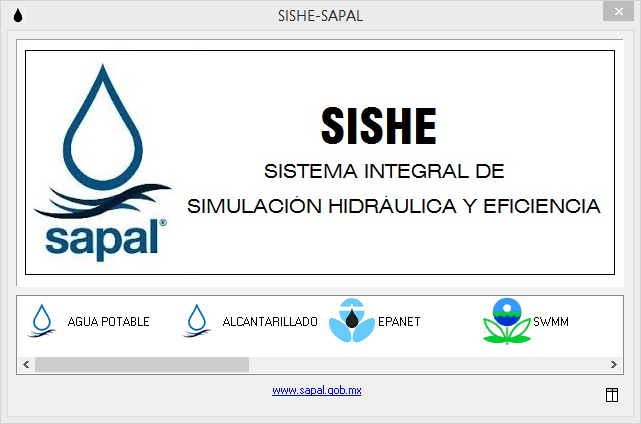 SISHE-SAPAL
SISHE
SISTEMA INTEGRAL DE
SIMULACIÓN HIDRÁULICA Y EFICIENCIA
sapal®
AGUA POTABLE
ALCANTARILLADO
EPANET
SWMM
www.sapal.gob.mx